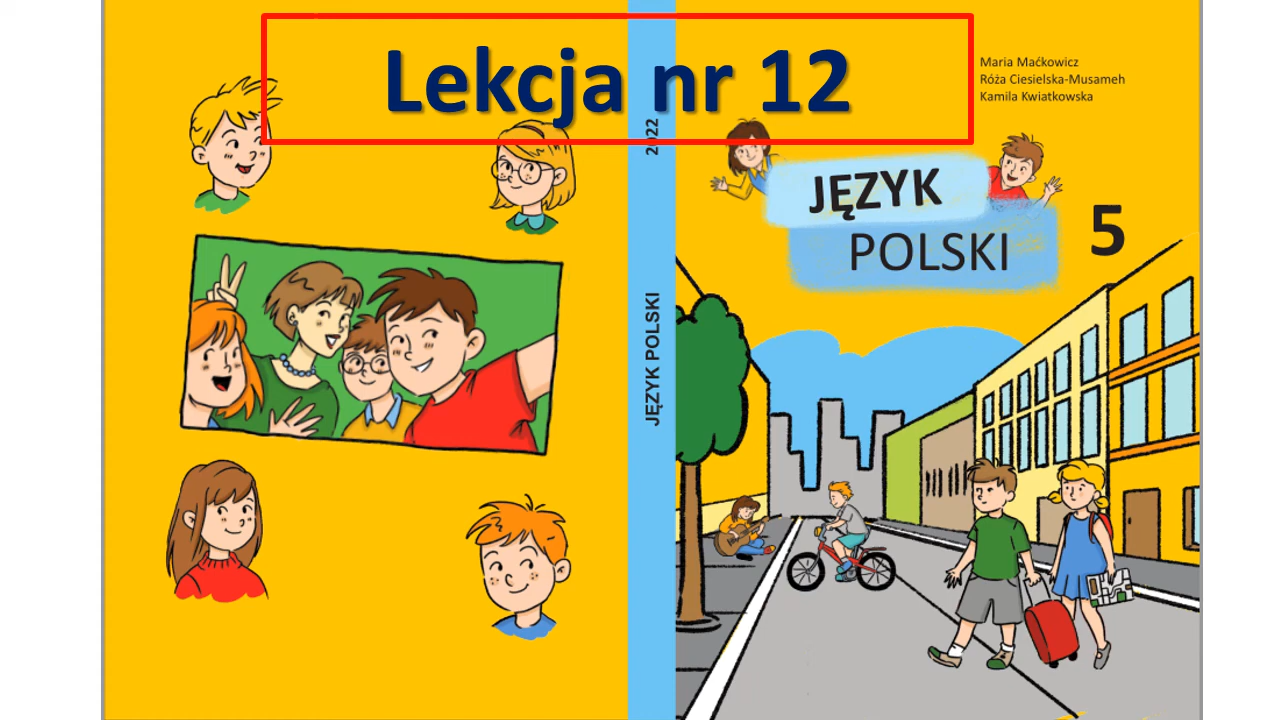 Lekcja nr 12
Maria Maćkowicz
Róża Ciesielska-Musameh
Kamila Kwiatkowska
2022
JĘZYK POLSKI
JĘZYK
POLSKI
5